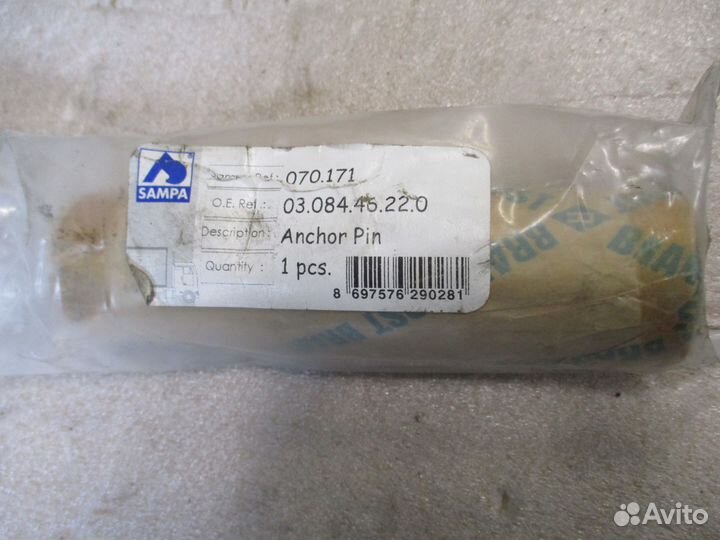 SAMPA
Ref.: 070.171
O.E. Ref.: 03.084.46.22.0
Description: Anchor Pin
Quantity : 1 pcs.
8 697576 290281
Avito